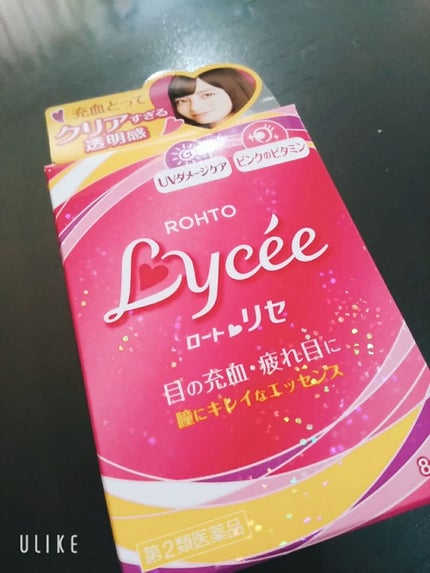 充血とって
クリアすぎる
透明感
UVダメージケア
ピンクのビタミン
ROHTO
Lycée
ロート リセ
目の充血・疲れ目に
瞳にキレイなエッセンス
8
第2類医薬品
ULIKE